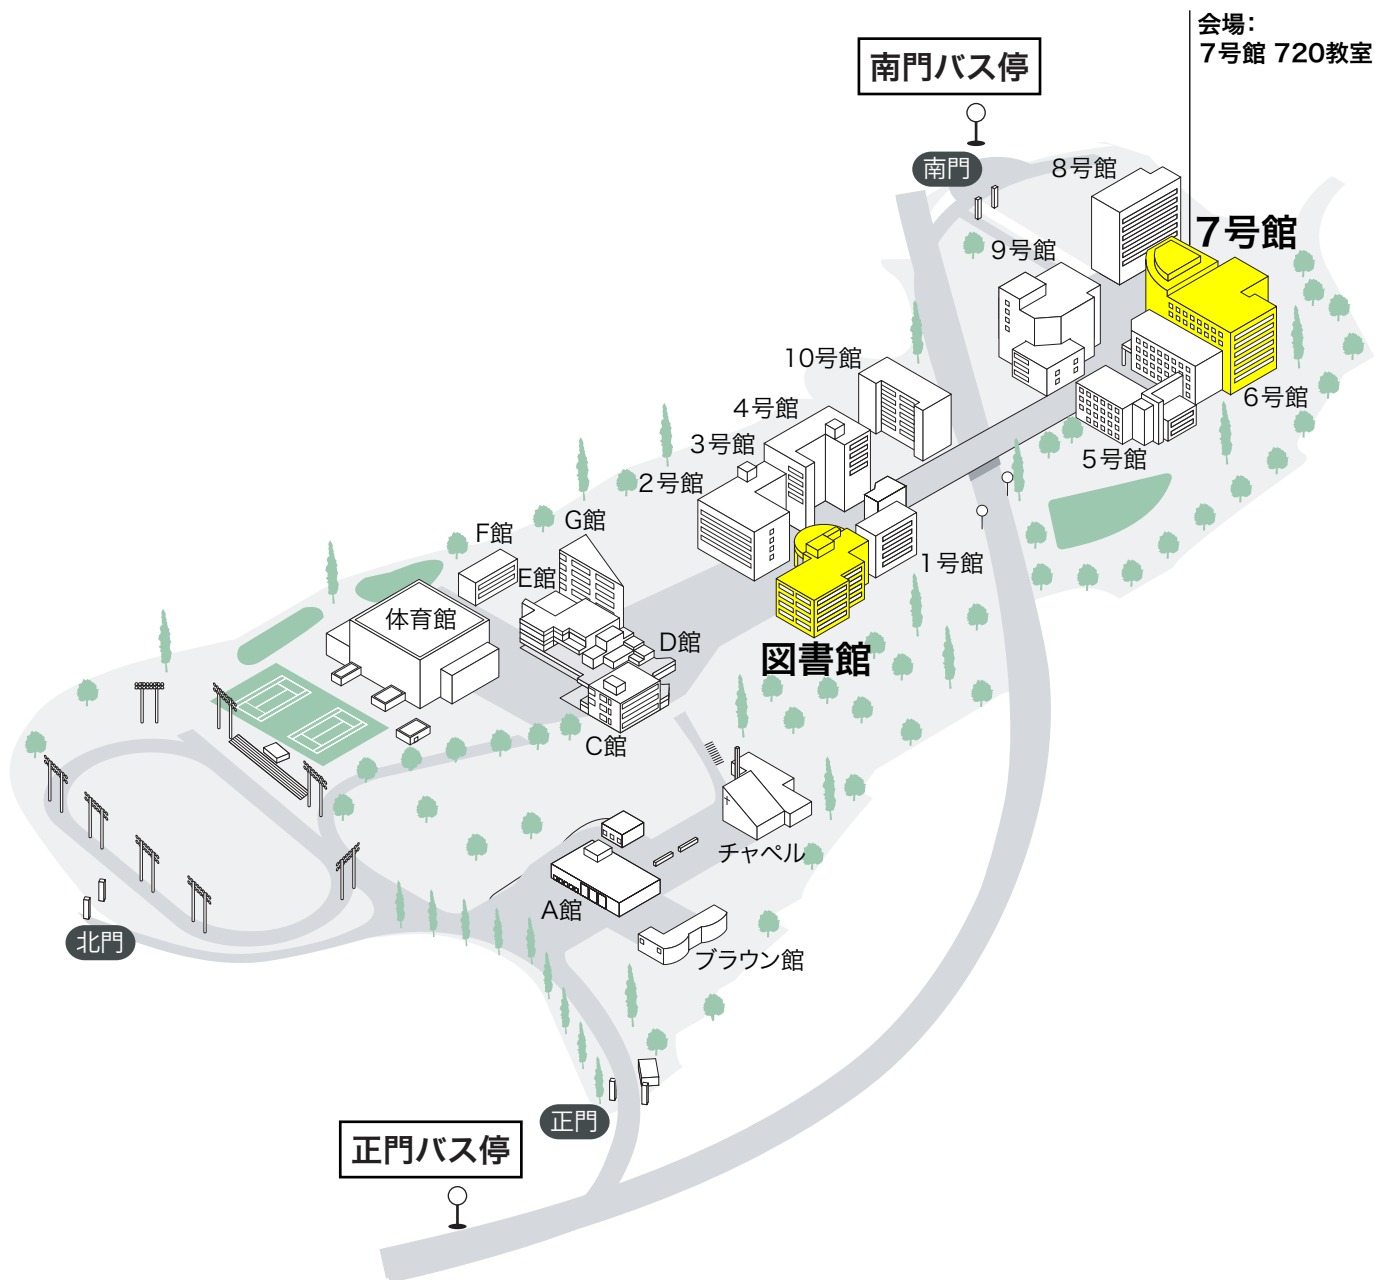 会場：
7号館 720教室
南門バス停
南門
8号館
7号館
9号館
10号館
6号館
4号館
3号館
5号館
2号館
G館
F館
1号館
E館
体育館
D館
図書館
C館
チャペル
A館
北門
ブラウン館
正門
正門バス停